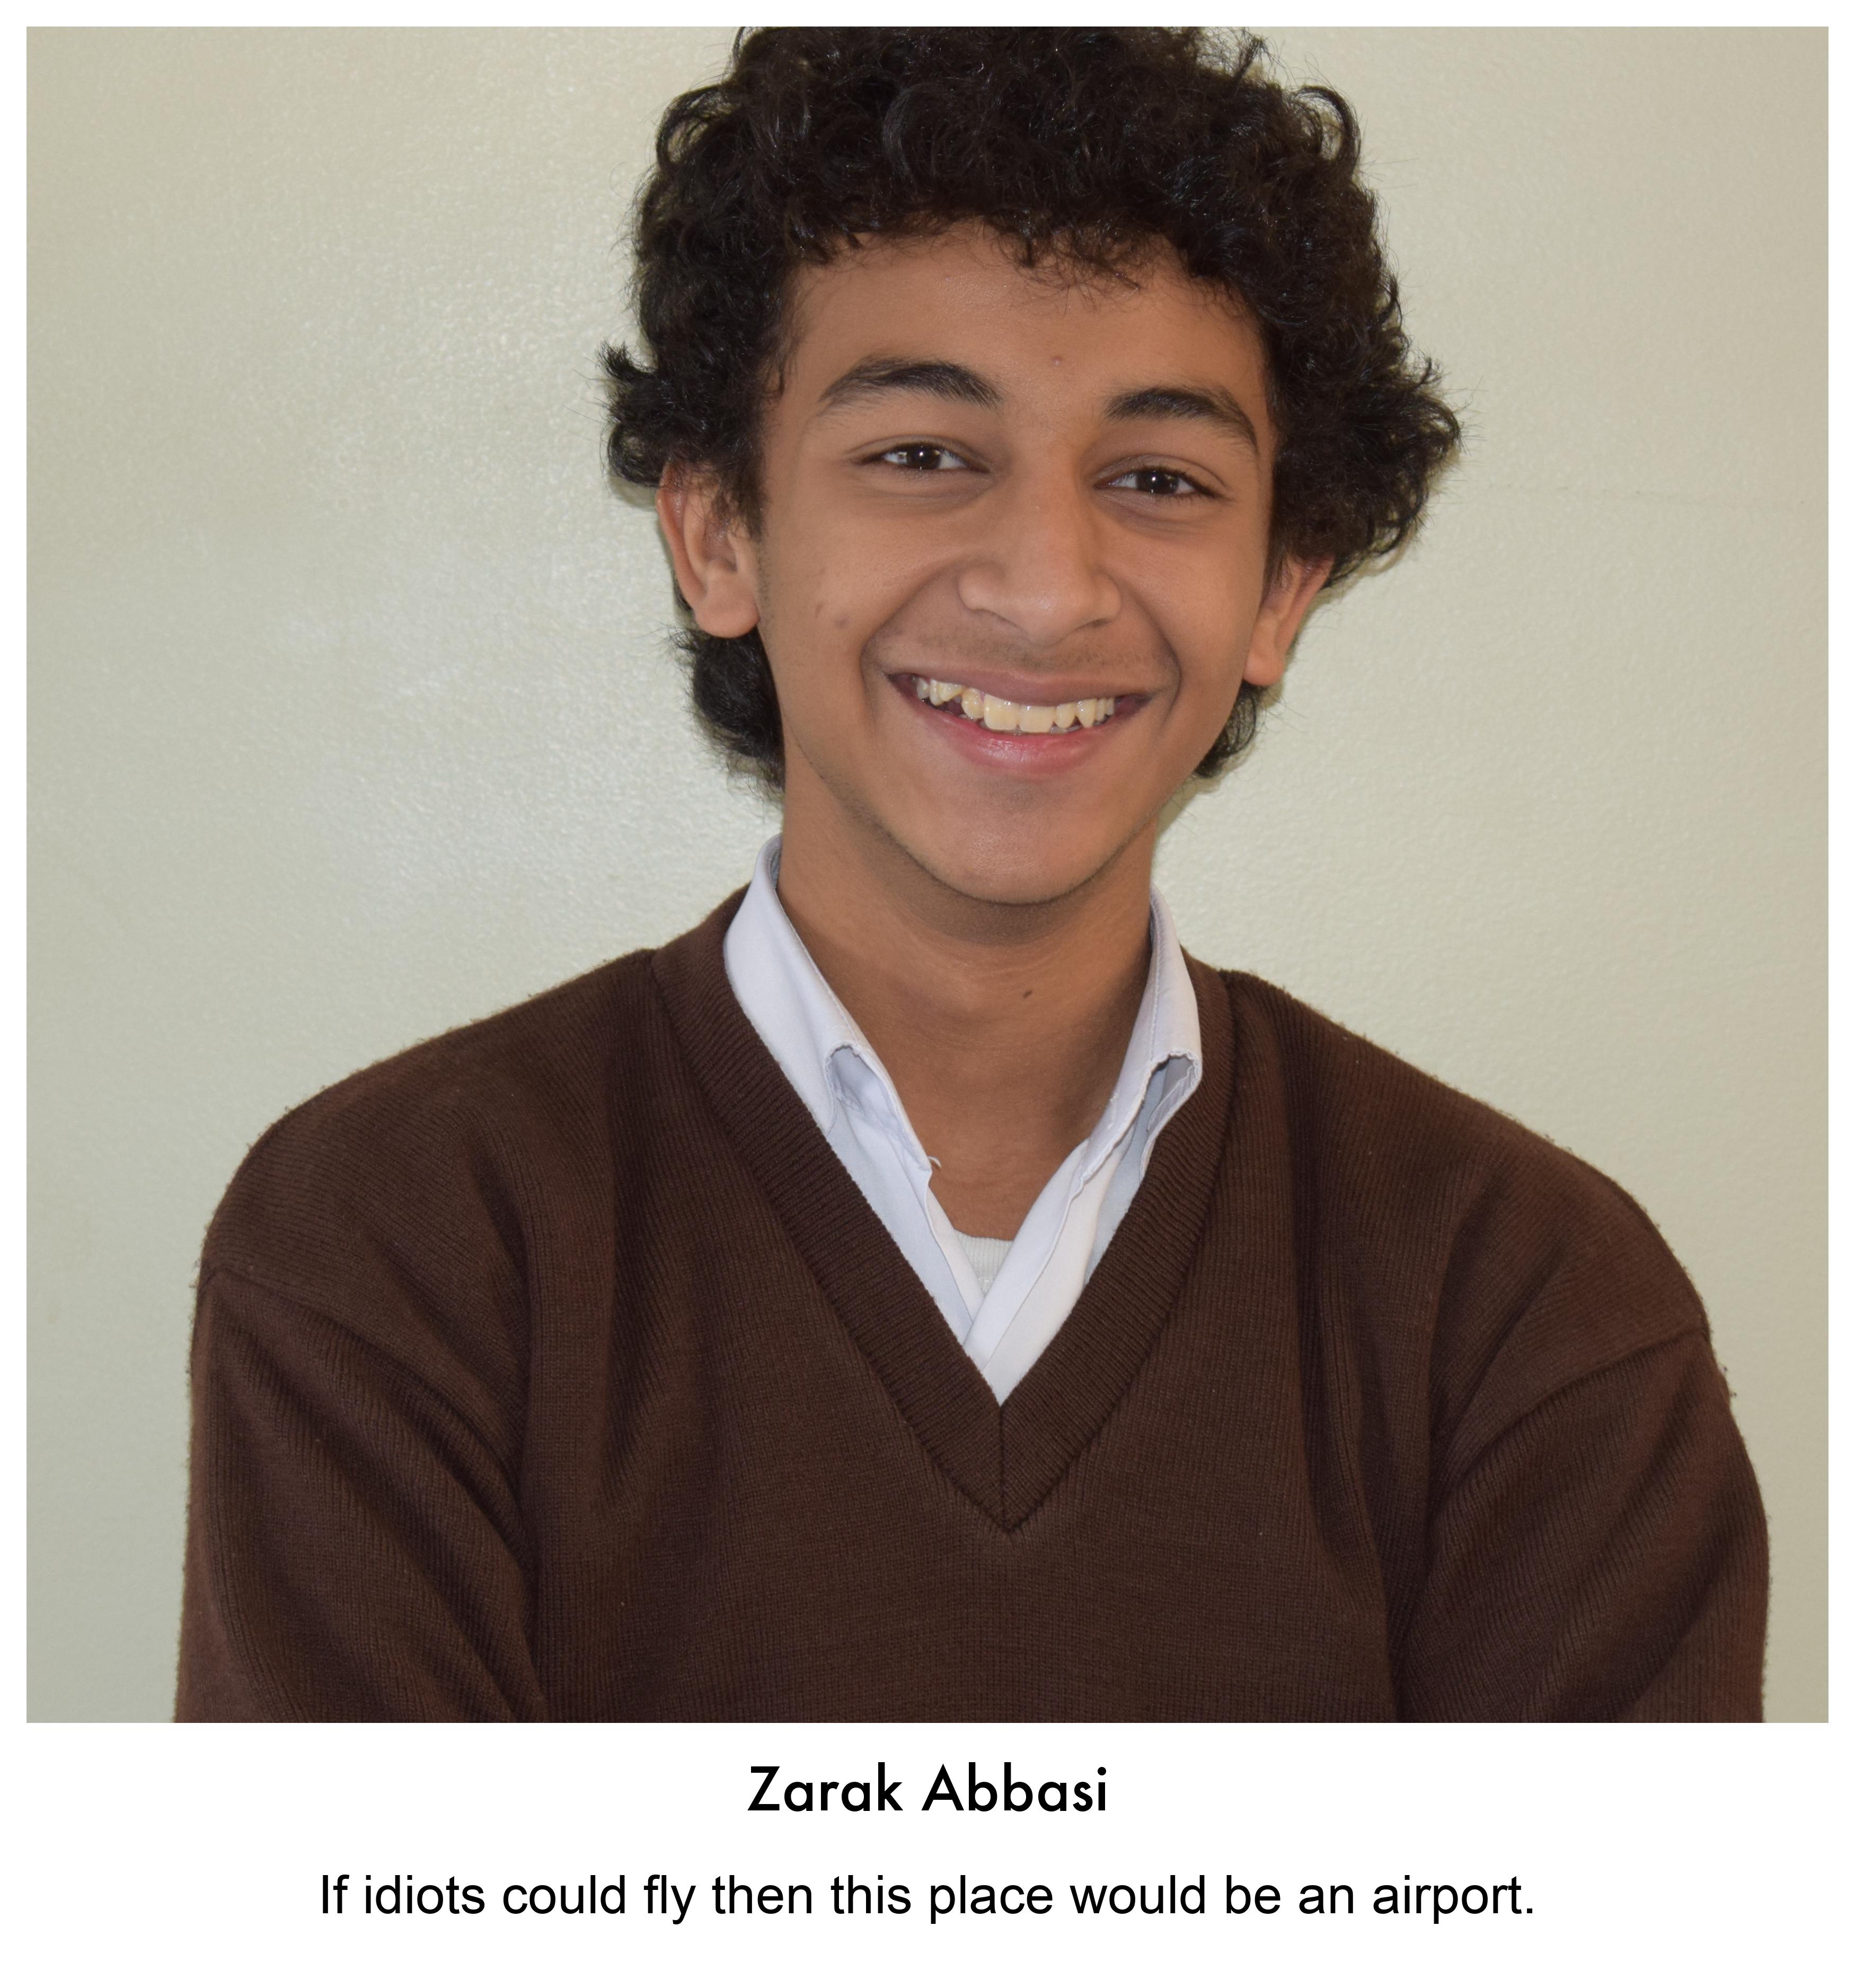 Zarak Abbasi
If idiots could fly then this place would be an airport.